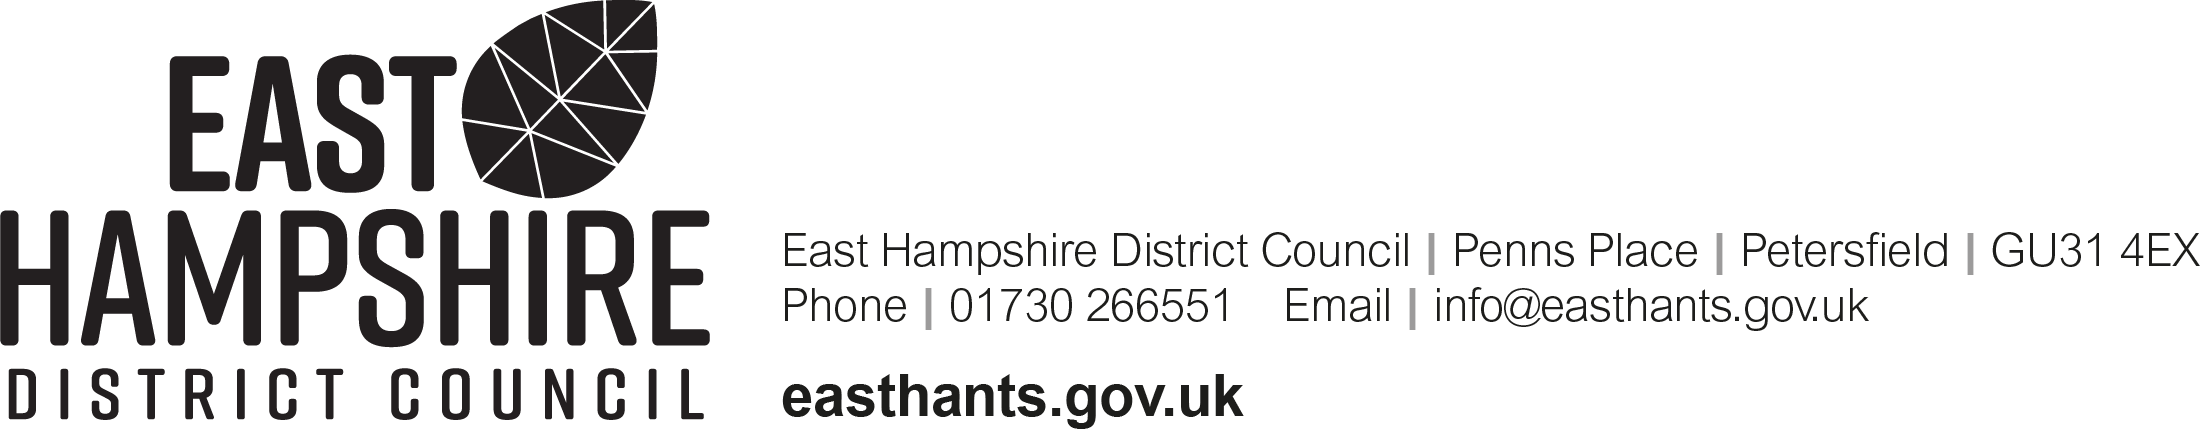 EAST
HAMPSHIRE
DISTRICT COUNCIL
East Hampshire District Council | Penns Place | Petersfield | GU31 4EX
Phone | 01730 266551 Email | info@easthants.gov.uk
easthants.gov.uk